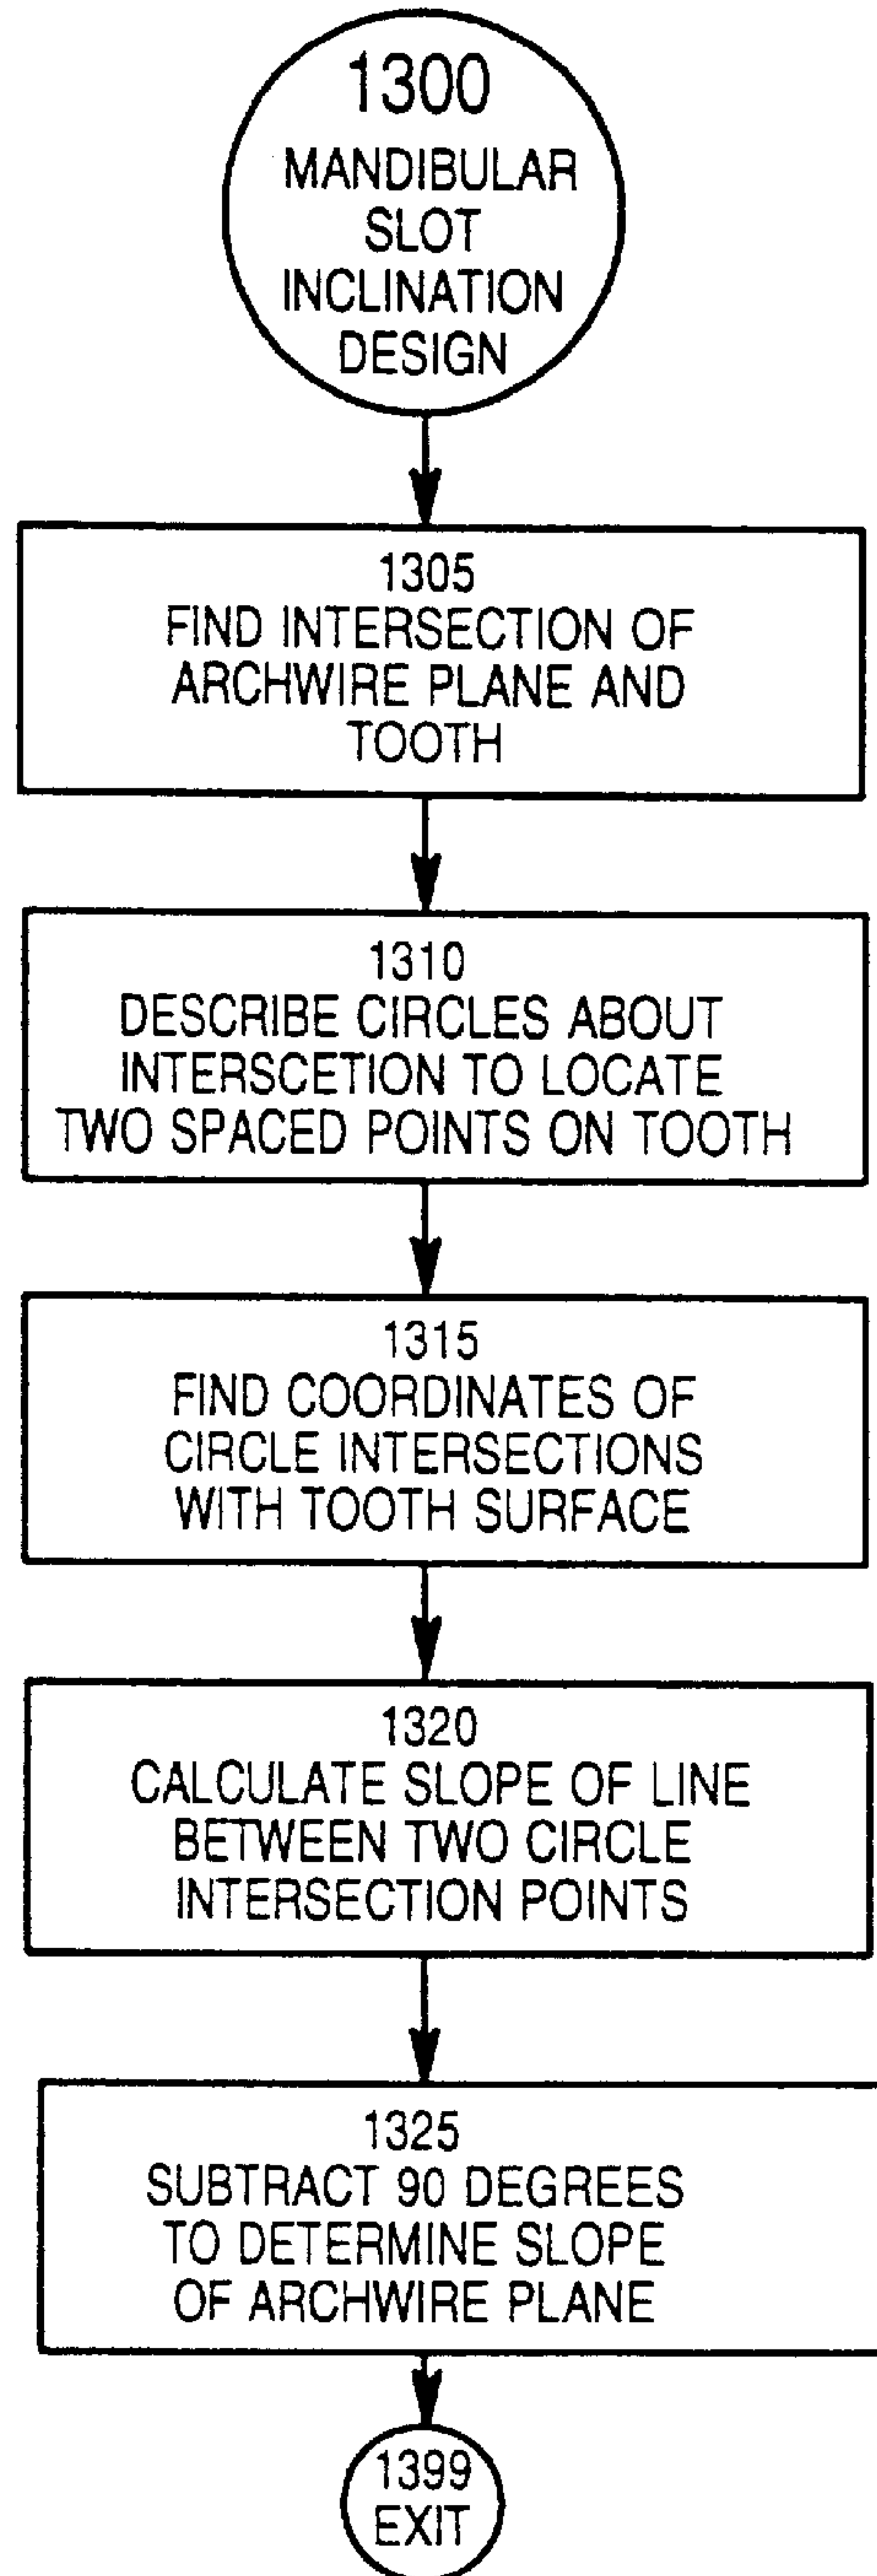 1300
MANDIBULAR
SLOT
INCLINATION
DESIGN
1305
FIND INTERSECTION OF
ARCHWIRE PLANE AND
TOOTH
1310
DESCRIBE CIRCLES ABOUT
INTERSCETION TO LOCATE
TWO SPACED POINTS ON TOOTH
1315
FIND COORDINATES OF
CIRCLE INTERSECTIONS
WITH TOOTH SURFACE
1320
CALCULATE SLOPE OF LINE
BETWEEN TWO CIRCLE
INTERSECTION POINTS
1325
SUBTRACT 90 DEGREES
TO DETERMINE SLOPE
OF ARCHWIRE PLANE
1399
EXIT